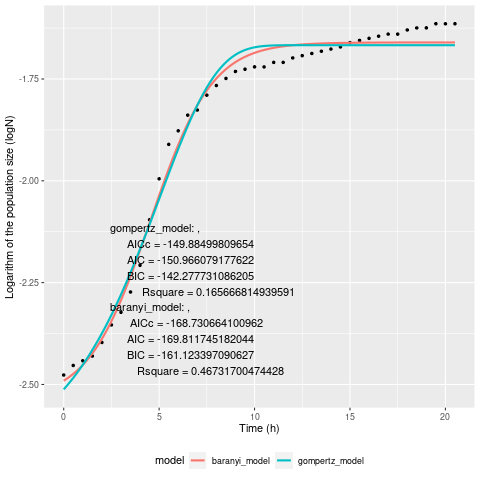 Logarithm of the population size (logN)
-1.75
-2.00
-2.25
-2.50
gompertz_model: ,
AICc = -149.88499809654
AIC = -150.966079177622
BIC = -142.277731086205
Rsquare = 0.165666814939591
baranyi_model: ,
AICc = -168.730664100962
AIC = -169.811745182044
BIC = -161.123397090627
Rsquare = 0.46731700474428
0 5 10 15 20
Time (h)
model baranyi_model gompertz_model